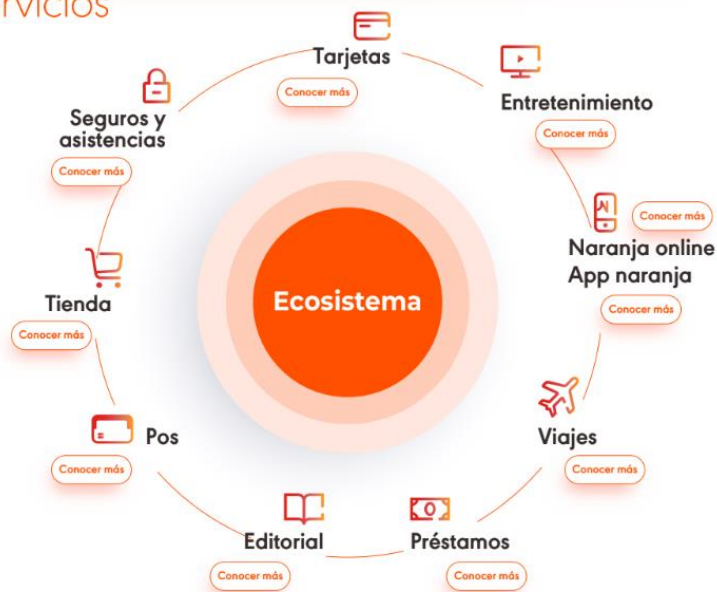 Tarjetas
Conocer más
Entretenimiento
Conocer más
Conocer más
Naranja online
App naranja
Conocer más
Viajes
Conocer más
Préstamos
Conocer más
Editorial
Conocer más
Pos
Conocer más
Tienda
Conocer más
Seguros y
asistencias
Conocer más
Ecosistema